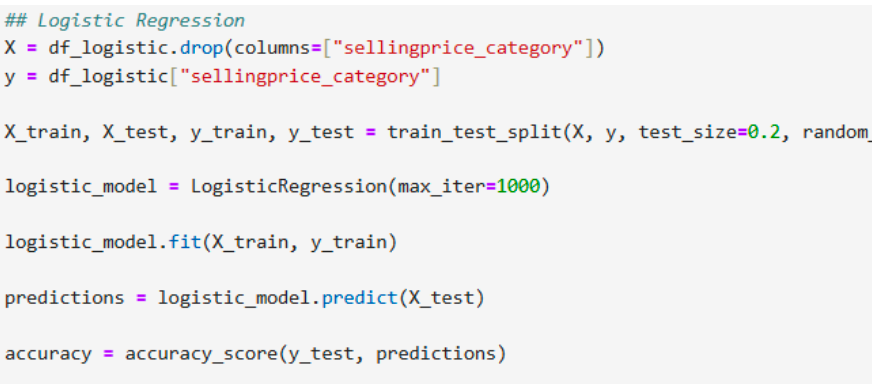 ## Logistic Regression
X = df_logistic.drop(columns=["sellingprice_category"])
y = df_logistic["sellingprice_category"]
X_train, X_test, y_train, y_test = train_test_split(X, y, test_size=0.2, random_
logistic_model = LogisticRegression(max_iter=1000)
logistic_model.fit(X_train, y_train)
predictions = logistic_model.predict(X_test)
accuracy = accuracy_score(y_test, predictions)